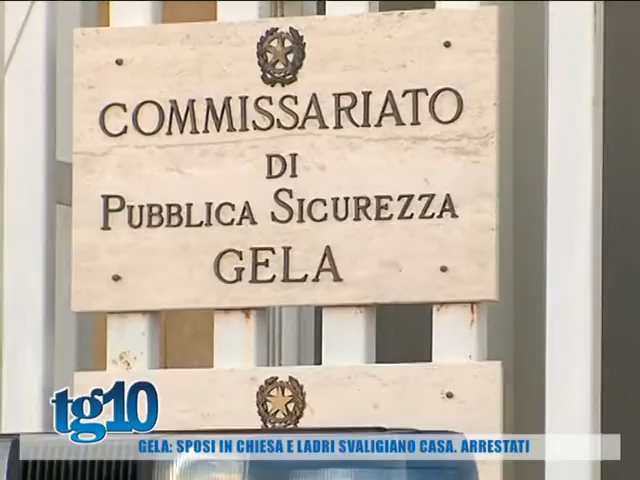 COMMISSARIATO
DI
PUBBLICA SICUREZZA
GELA
tg10
GELA: SPOSI IN CHIESA E LADRI SVALIGIANO CASA. ARRESTATI